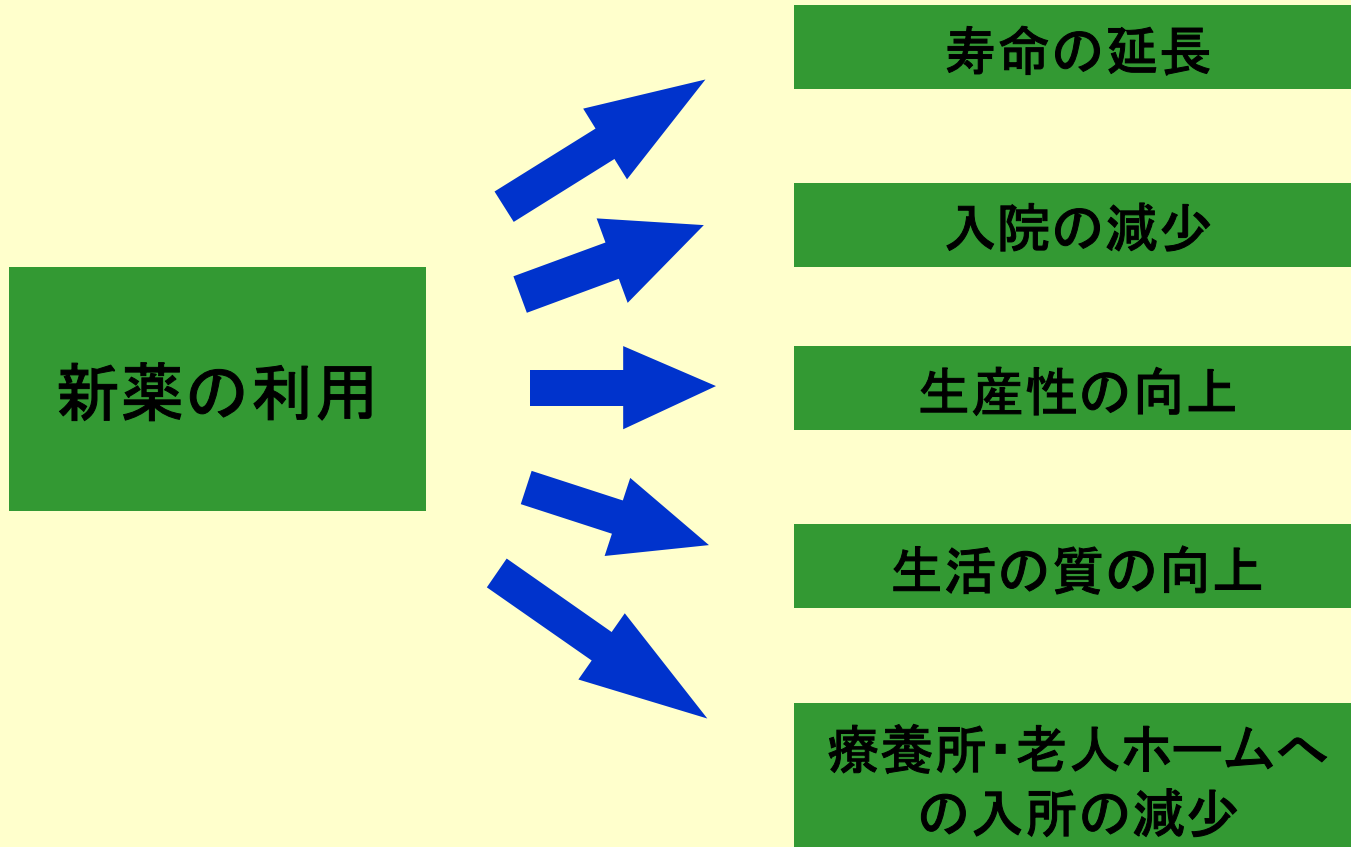 新薬の利用
寿命の延長
入院の減少
生産性の向上
生活の質の向上
療養所・老人ホームへ
の入所の減少